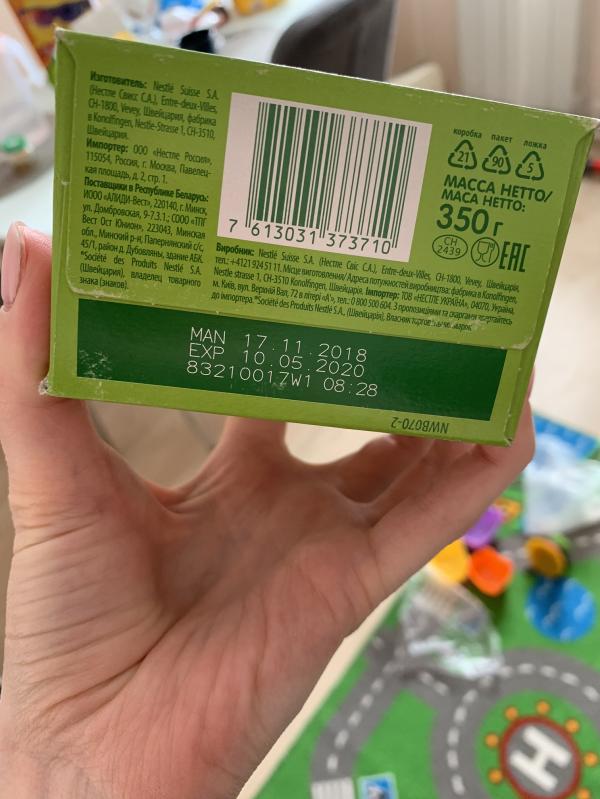 Изготовитель: Nestlé Suisse S.A.
(Нестле Свисс С.А.), Entre-deux-Villes,
CH-1800, Vevey, Швейцария, фабрика
в Konolfingen, Nestlé-Strasse 1, CH-3510,
Швейцария.
Импортер: ООО «Нестле Россия»,
115054, Россия, г. Москва, Павелец-
кая площадь, д. 2, стр. 1.
Поставщики в Республике Беларусь:
ИООО «АЛИДИ-Вест», 220140, г. Минск,
ул. Домбровская, 9-7.3.1.; СООО «ТПГ
Вест Ост Юнион», 223043, Минская
обл., Минский р-н, Папернянский с/с,
45/1, район д. Дубовляны, здание АБК.
*Société des Produits Nestlé S.A.
(Швейцария), владелец товарного
знака (знаков).
7 613031 373710
коробка пакет ложка
21 90 5
МАССА НЕТТО/
МАСА НЕТТО:
350 г
CH
2439
EAC
Виробник: Nestlé Suisse S.A. (Нестле Свіс С.А.), Entre-deux-Villes, CH-1800, Vevey, Швейцарія,
тел.: +41 21 924 51 11. Місце виготовлення/Адреса потужностей виробництва: фабрика в Konolfingen,
Nestle strasse 1, CH-3510 Konolfingen, Швейцарія. Імпортер: ТОВ «НЕСТЛЕ УКРАЇНА», 04070, Україна,
м. Київ, вул. Верхній Вал, 72 в літері «А», тел.: 0 800 500 604. З пропозиціями та скаргами звертайтесь
до імпортера. *Société des Produits Nestlé S.A., (Швейцарія), Власник
MAN 17.11.2018
EXP 10.05.2020
83210017W1 08:28
NWB070-2
H